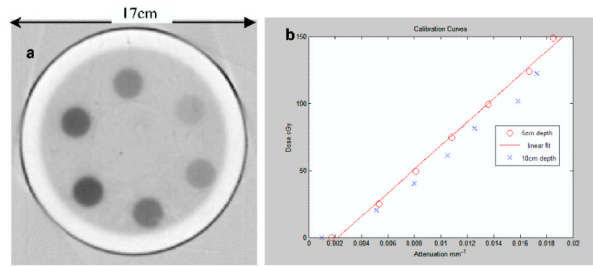 17cm
a
b
Calibration Curves
Dose cGy
150
100
50
0
0 0.002 0.004 0.006 0.008 0.01 0.012 0.014 0.016 0.018 0.02
Attenuation mm-1
5cm depth
linear fit
10cm depth